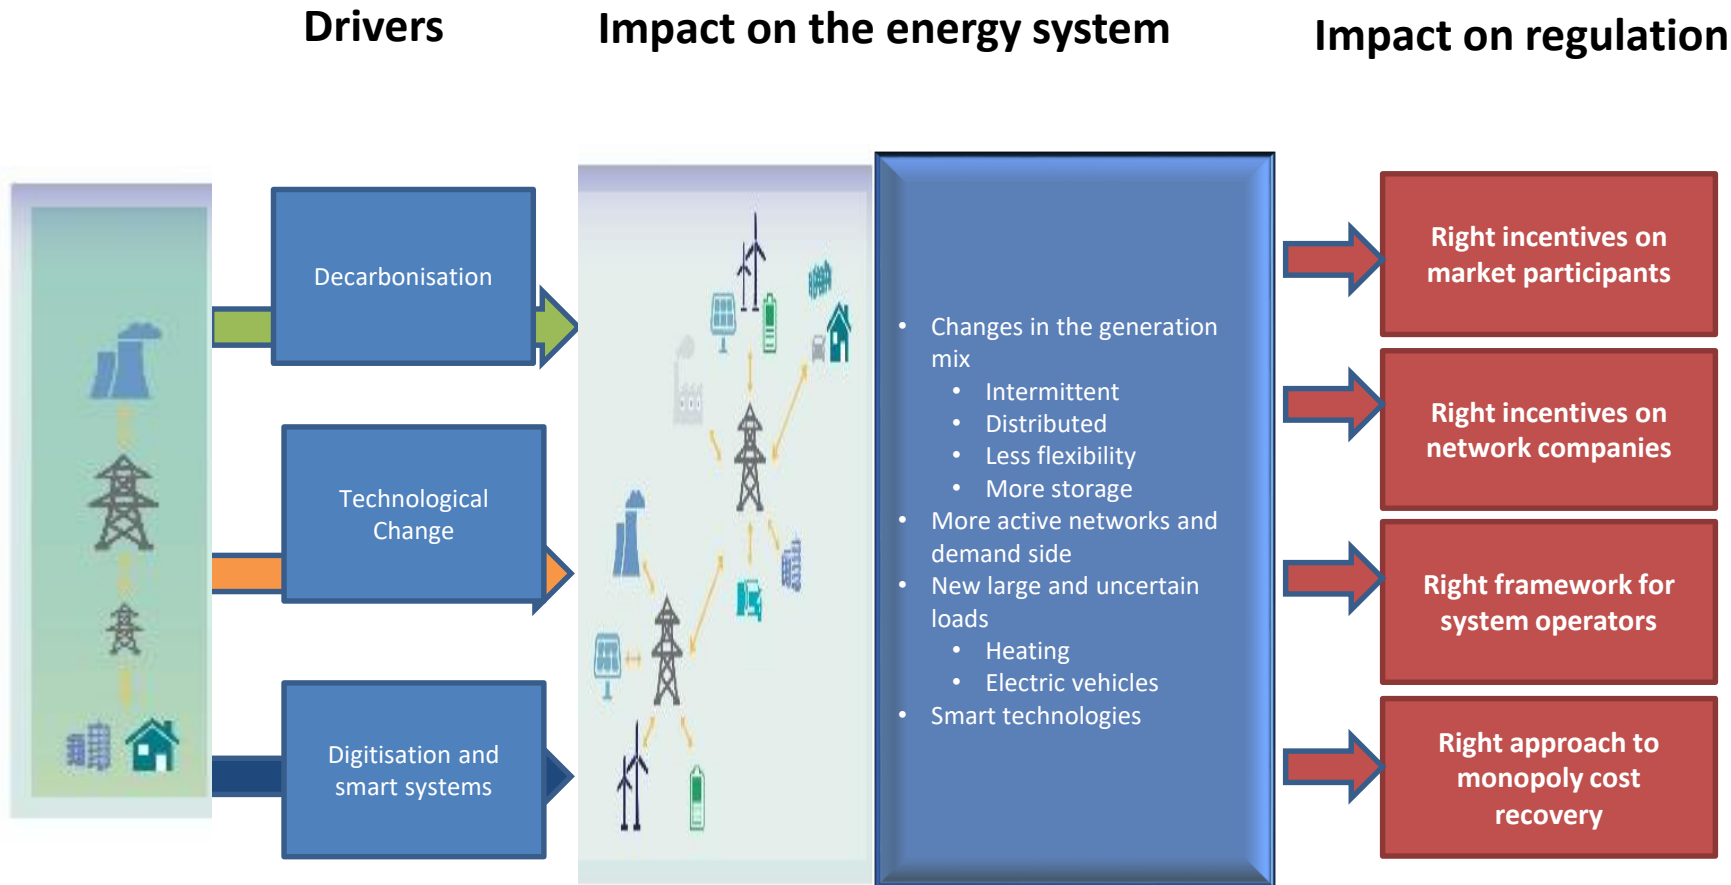 Drivers
Impact on the energy system
Impact on regulation
Decarbonisation
Technological
Change
Digitisation and
smart systems
• Changes in the generation
mix
• Intermittent
• Distributed
• Less flexibility
• More storage
• More active networks and
demand side
• New large and uncertain
loads
• Heating
• Electric vehicles
• Smart technologies
Right incentives on
market participants
Right incentives on
network companies
Right framework for
system operators
Right approach to
monopoly cost
recovery